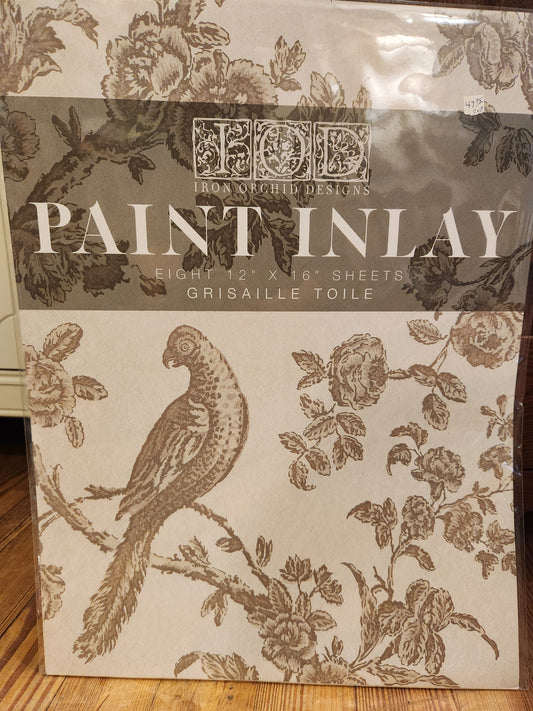 IOD
IRON ORCHID DESIGNS
PAINT INLAY
EIGHT 12" X 16" SHEETS
GRISAILLE TOILE